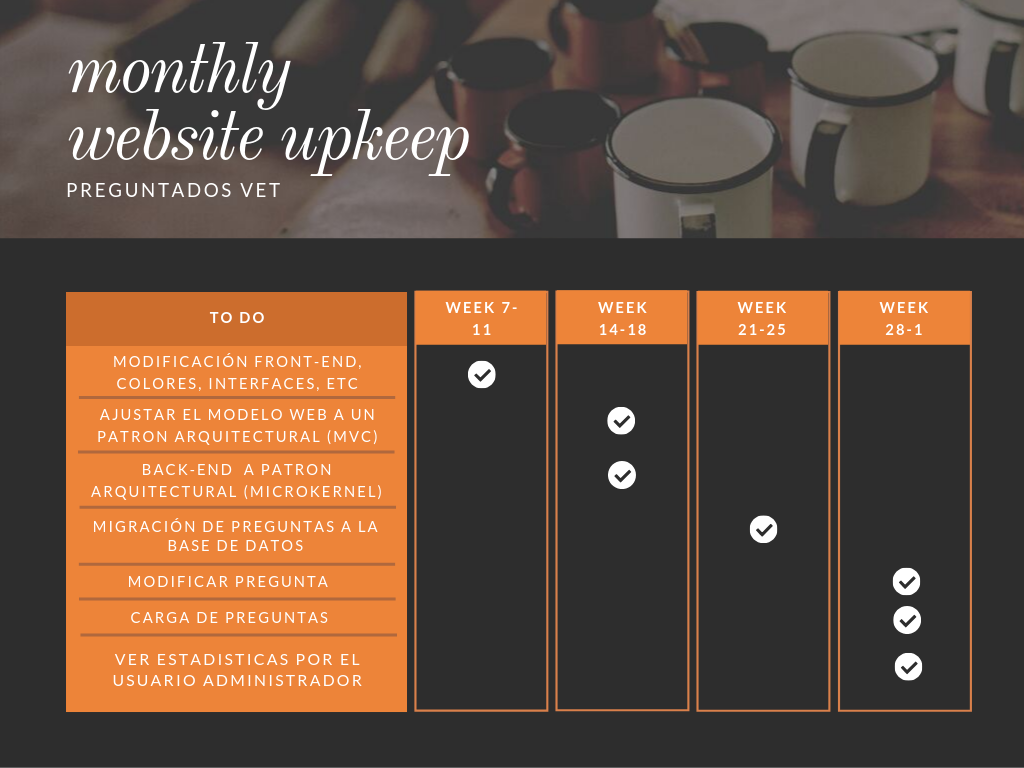 monthly
website upkeep
PREGUNTADOS VET
TO DO
WEEK 7-
11
WEEK
14-18
WEEK
21-25
WEEK
28-1
MODIFICACIÓN FRONT-END,
COLORES, INTERFACES, ETC
AJUSTAR EL MODELO WEB A UN
PATRON ARQUITECTURAL (MVC)
BACK-END A PATRON
ARQUITECTURAL (MICROKERNEL)
MIGRACIÓN DE PREGUNTAS A LA
BASE DE DATOS
MODIFICAR PREGUNTA
CARGA DE PREGUNTAS
VER ESTADISTICAS POR EL
USUARIO ADMINISTRADOR